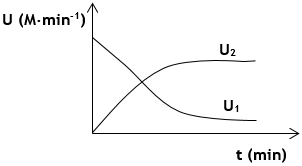 U (M·min⁻¹)
U₂
U₁
t (min)